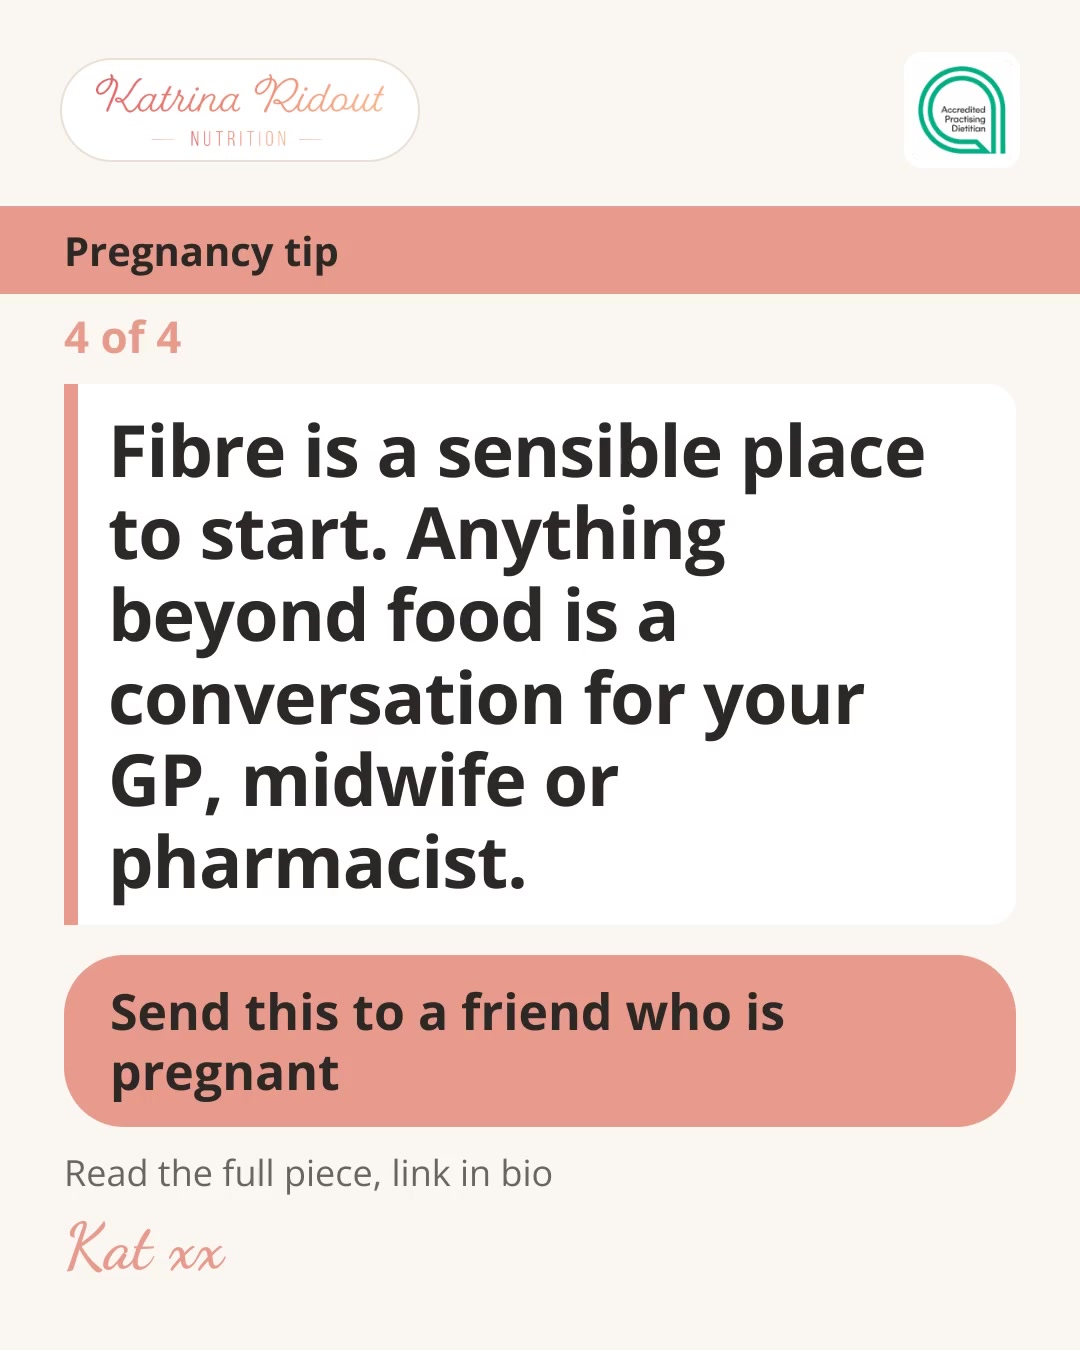 Katrina Ridout
NUTRITION
Accredited
Practising
Dietitian
Pregnancy tip
4 of 4
Fibre is a sensible place
to start. Anything
beyond food is a
conversation for your
GP, midwife or
pharmacist.
Send this to a friend who is
pregnant
Read the full piece, link in bio
Kat xx